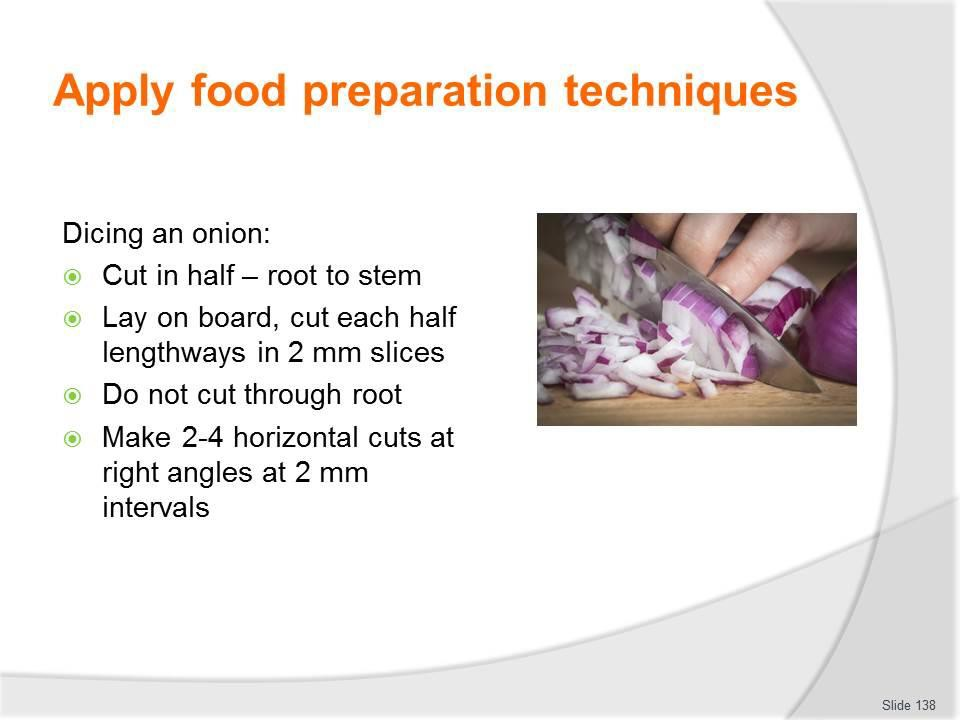 Apply food preparation techniques
Dicing an onion:
Cut in half – root to stem
Lay on board, cut each half
lengthways in 2 mm slices
Do not cut through root
Make 2-4 horizontal cuts at
right angles at 2 mm
intervals
Slide 138